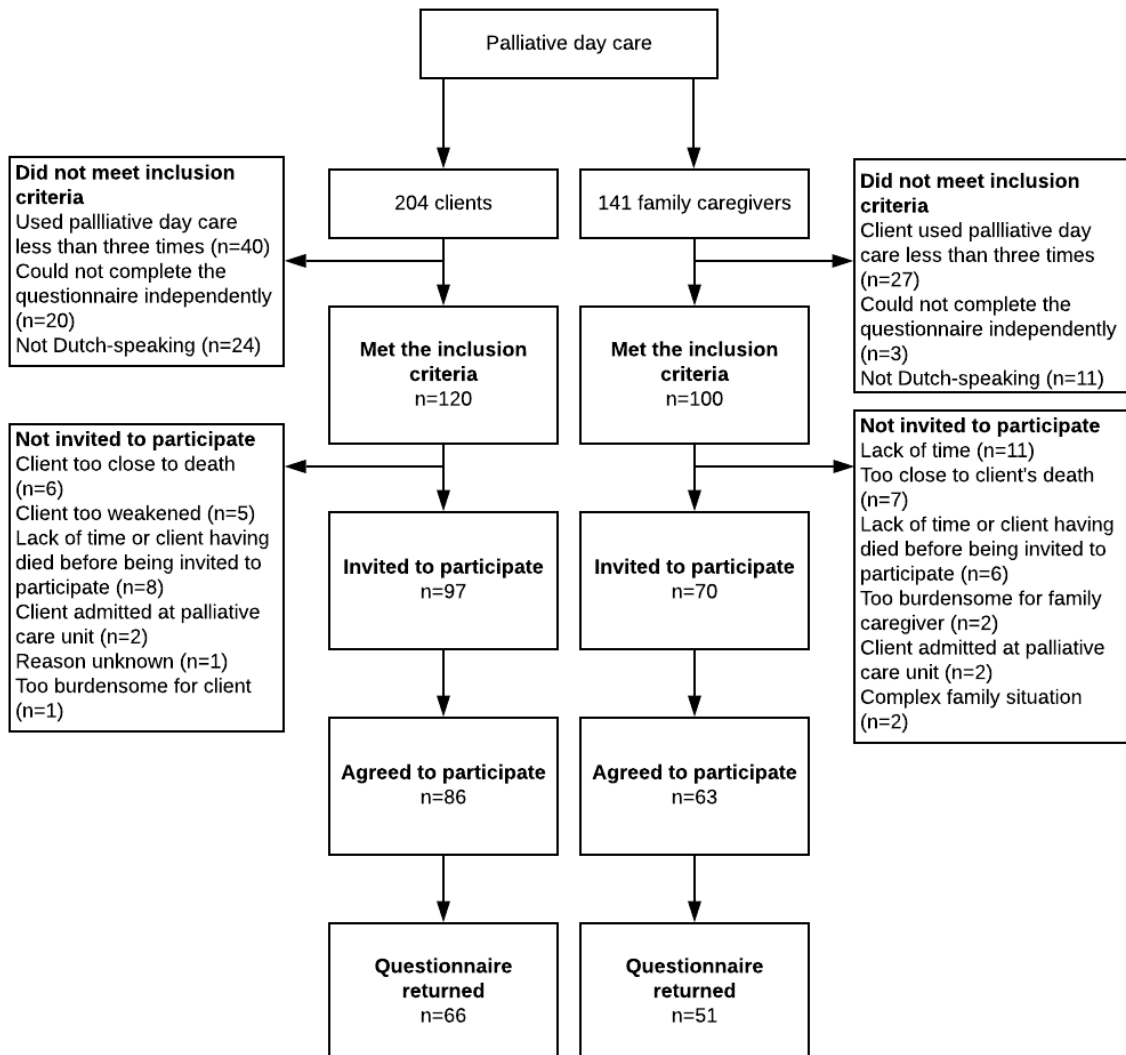 Palliative day care
204 clients
141 family caregivers
Did not meet inclusion
criteria
Used pallliative day care
less than three times (n=40)
Could not complete the
questionnaire independently
(n=20)
Not Dutch-speaking (n=24)
Did not meet inclusion
criteria
Client used pallliative day
care less than three times
(n=27)
Could not complete the
questionnaire independently
(n=3)
Not Dutch-speaking (n=11)
Met the inclusion
criteria
n=120
Met the inclusion
criteria
n=100
Not invited to participate
Client too close to death
(n=6)
Client too weakened (n=5)
Lack of time or client having
died before being invited to
participate (n=8)
Client admitted at palliative
care unit (n=2)
Reason unknown (n=1)
Too burdensome for client
(n=1)
Not invited to participate
Lack of time (n=11)
Too close to client's death
(n=7)
Lack of time or client having
died before being invited to
participate (n=6)
Too burdensome for family
caregiver (n=2)
Client admitted at palliative
care unit (n=2)
Complex family situation
(n=2)
Invited to participate
n=97
Invited to participate
n=70
Agreed to participate
n=86
Agreed to participate
n=63
Questionnaire
returned
n=66
Questionnaire
returned
n=51